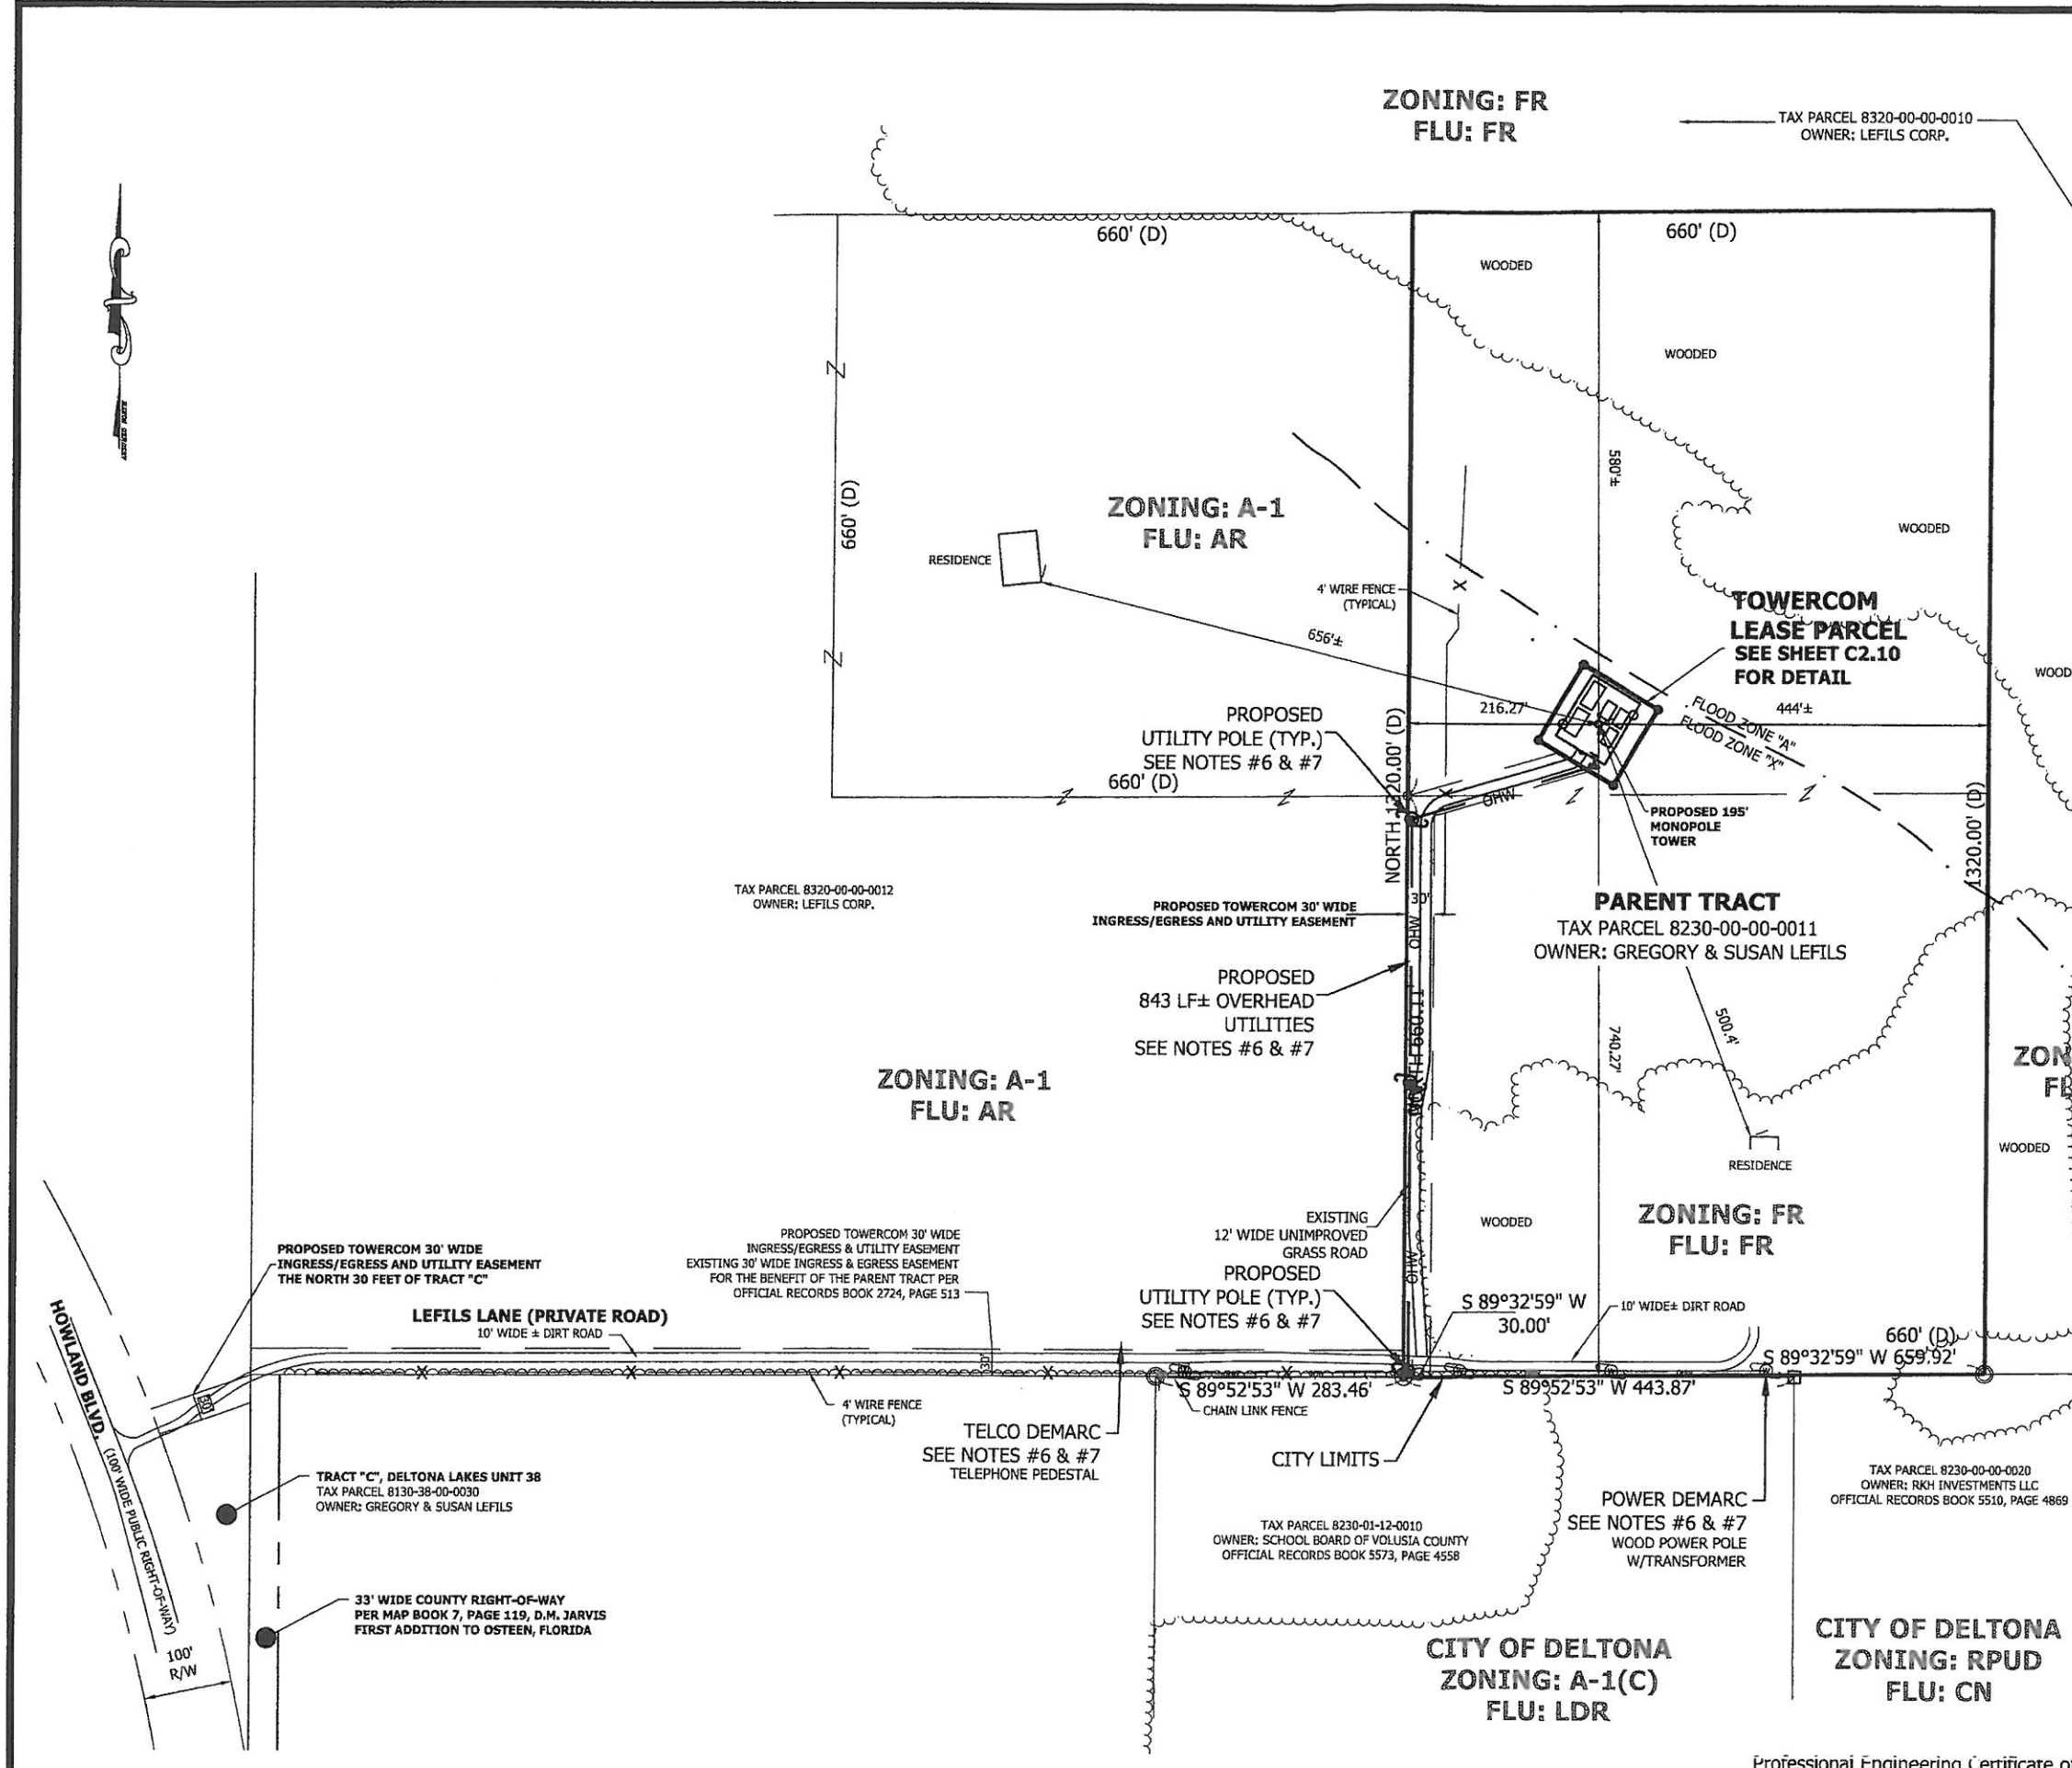 ZONING: FR
FLU: FR
TAX PARCEL 8320-00-00-0010
OWNER: LEFILS CORP.
660' (D)
660' (D)
WOODED
WOODED
660' (D)
580'±
ZONING: A-1
FLU: AR
RESIDENCE
WOODED
4' WIRE FENCE
(TYPICAL)
X
656'±
TOWERCOM
LEASE PARCEL
SEE SHEET C2.10
FOR DETAIL
WOOD
216.27'
444'±
FLOOD ZONE "A"
FLOOD ZONE "X"
PROPOSED
UTILITY POLE (TYP.)
SEE NOTES #6 & #7
660' (D)
NORTH 1320.00' (D)
X
OHW
PROPOSED 195'
MONOPOLE
TOWER
1320.00' (D)
TAX PARCEL 8320-00-00-0012
OWNER: LEFILS CORP.
PROPOSED TOWERCOM 30' WIDE
INGRESS/EGRESS AND UTILITY EASEMENT
30'
OHW
PARENT TRACT
TAX PARCEL 8230-00-00-0011
OWNER: GREGORY & SUSAN LEFILS
PROPOSED
843 LF± OVERHEAD
UTILITIES
SEE NOTES #6 & #7
NORTH 660.11'
500.4'
740.27'
ZONING: A-1
FLU: AR
ZON
FL
WOODED
RESIDENCE
ZONING: FR
FLU: FR
WOODED
EXISTING
12' WIDE UNIMPROVED
GRASS ROAD
OHW
PROPOSED
UTILITY POLE (TYP.)
SEE NOTES #6 & #7
PROPOSED TOWERCOM 30' WIDE
INGRESS/EGRESS & UTILITY EASEMENT
EXISTING 30' WIDE INGRESS & EGRESS EASEMENT
FOR THE BENEFIT OF THE PARENT TRACT PER
OFFICIAL RECORDS BOOK 2724, PAGE 513
PROPOSED TOWERCOM 30' WIDE
INGRESS/EGRESS AND UTILITY EASEMENT
THE NORTH 30 FEET OF TRACT "C"
LEFILS LANE (PRIVATE ROAD)
10' WIDE ± DIRT ROAD
S 89°32'59" W
30.00'
10' WIDE± DIRT ROAD
660' (D)
S 89°32'59" W 659.92'
30'
X X X X X
S 89°52'53" W 283.46'
S 89°52'53" W 443.87'
CHAIN LINK FENCE
30'
4' WIRE FENCE
(TYPICAL)
HOWLAND BLVD.
(100' WIDE PUBLIC RIGHT-OF-WAY)
TELCO DEMARC
SEE NOTES #6 & #7
TELEPHONE PEDESTAL
CITY LIMITS
TRACT "C", DELTONA LAKES UNIT 38
TAX PARCEL 8130-38-00-0030
OWNER: GREGORY & SUSAN LEFILS
POWER DEMARC
SEE NOTES #6 & #7
WOOD POWER POLE
W/TRANSFORMER
TAX PARCEL 8230-00-00-0020
OWNER: RKH INVESTMENTS LLC
OFFICIAL RECORDS BOOK 5510, PAGE 4869
TAX PARCEL 8230-01-12-0010
OWNER: SCHOOL BOARD OF VOLUSIA COUNTY
OFFICIAL RECORDS BOOK 5573, PAGE 4558
33' WIDE COUNTY RIGHT-OF-WAY
PER MAP BOOK 7, PAGE 119, D.M. JARVIS
FIRST ADDITION TO OSTEEN, FLORIDA
100'
R/W
CITY OF DELTONA
ZONING: A-1(C)
FLU: LDR
CITY OF DELTONA
ZONING: RPUD
FLU: CN
Professional Engineering Certificate o